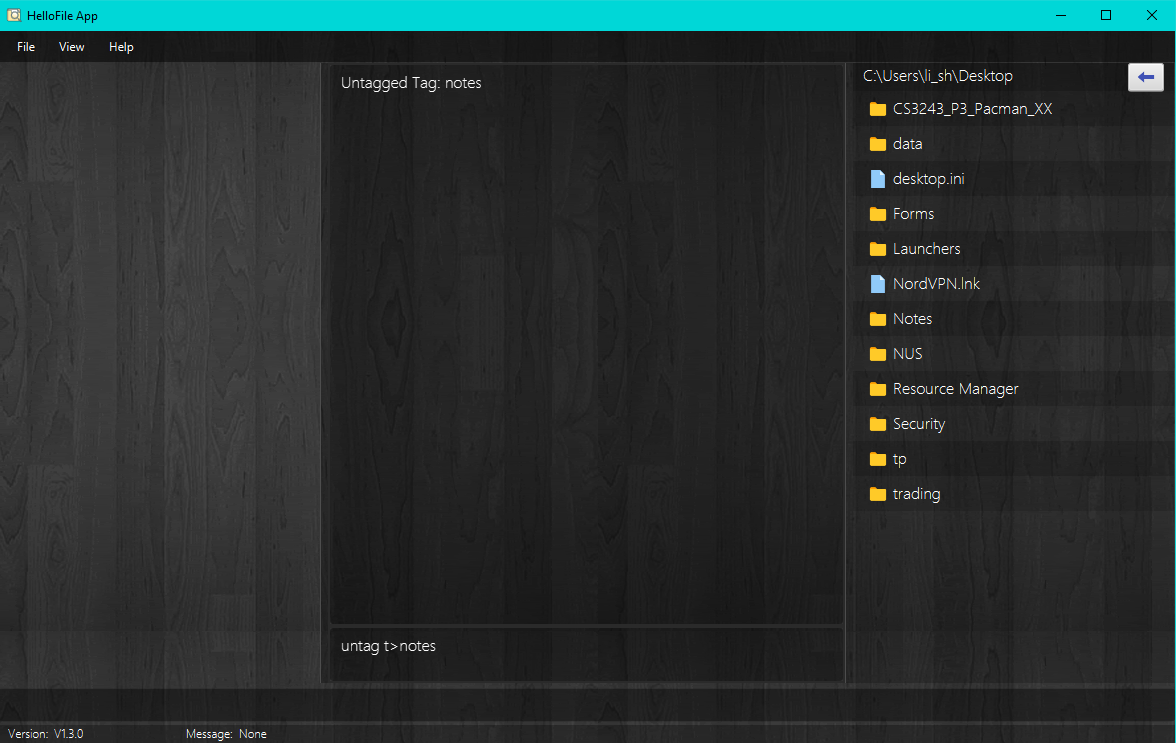 HelloFile App
File View Help
Untagged Tag: notes
untag t>notes
C:\Users\li_sh\Desktop
CS3243_P3_Pacman_XX
data
desktop.ini
Forms
Launchers
NordVPN.lnk
Notes
NUS
Resource Manager
Security
tp
trading
Version: V1.3.0 Message: None